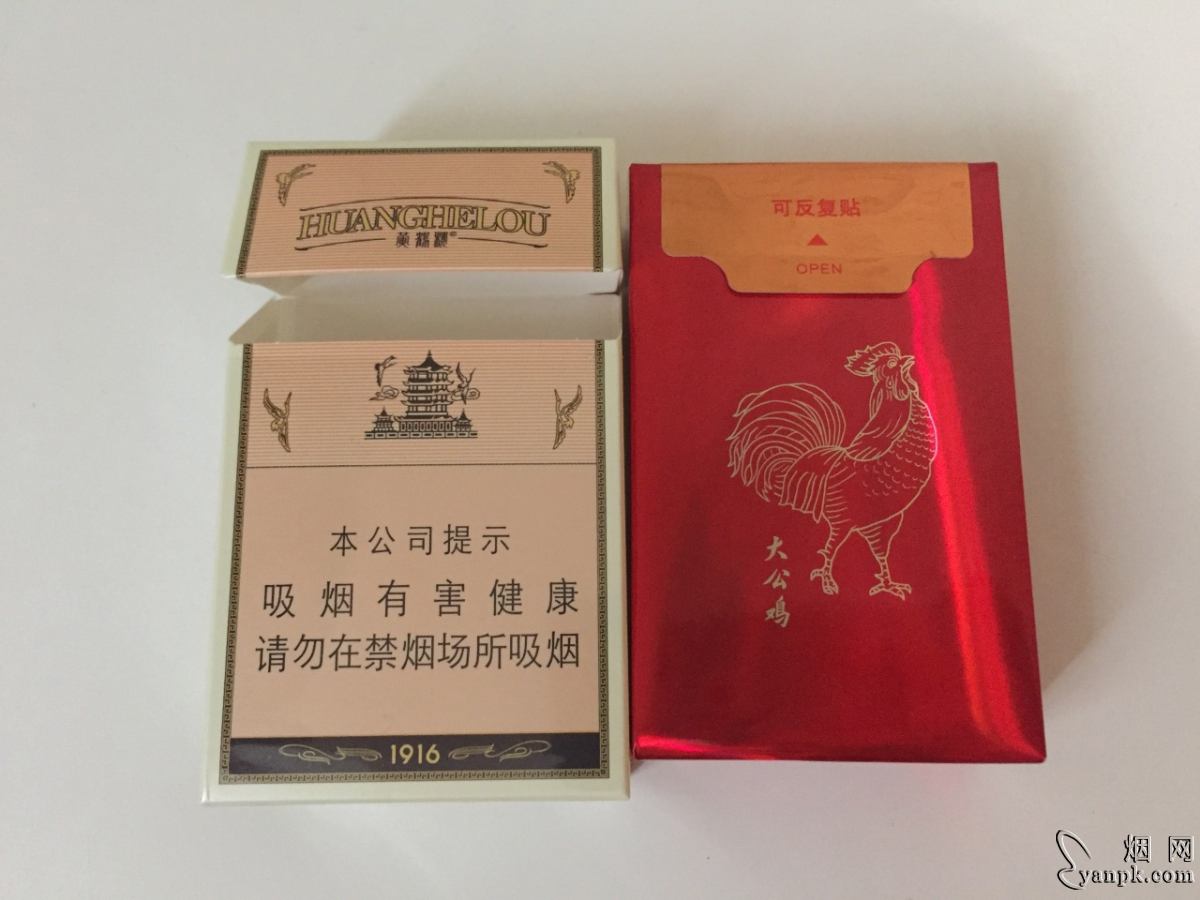 HUANGHELOU
黄鹤楼
本公司提示
吸烟有害健康
请勿在禁烟场所吸烟
1916
可反复贴
OPEN
大公鸡
烟网
yanpk.com